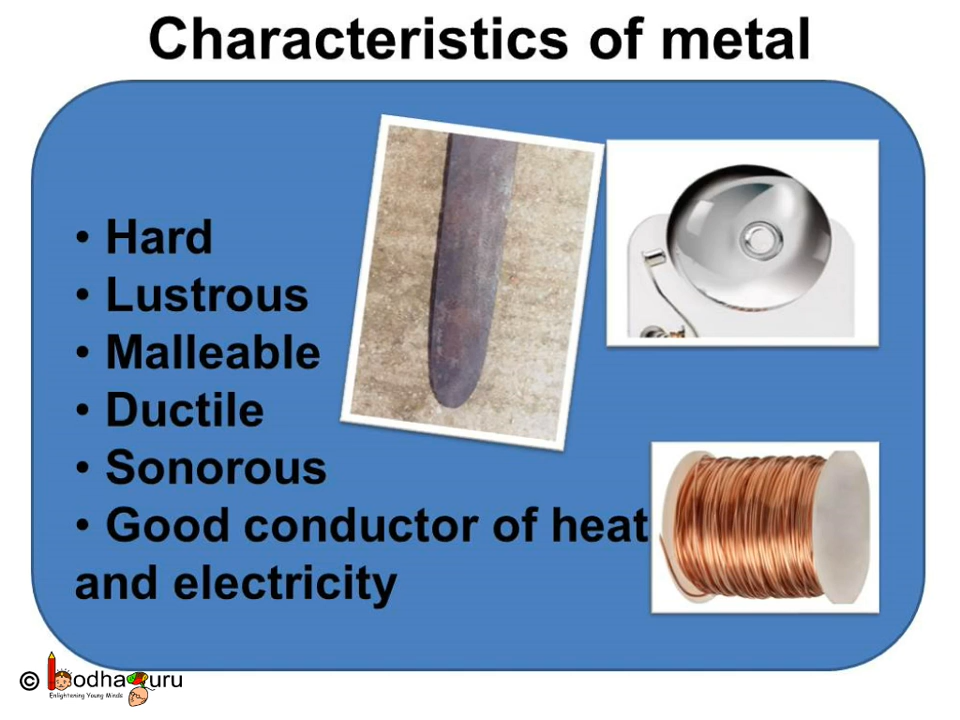 Characteristics of metal
• Hard
• Lustrous
• Malleable
• Ductile
• Sonorous
• Good conductor of heat
and electricity
© bodhaGuru
Enlightening Young Minds